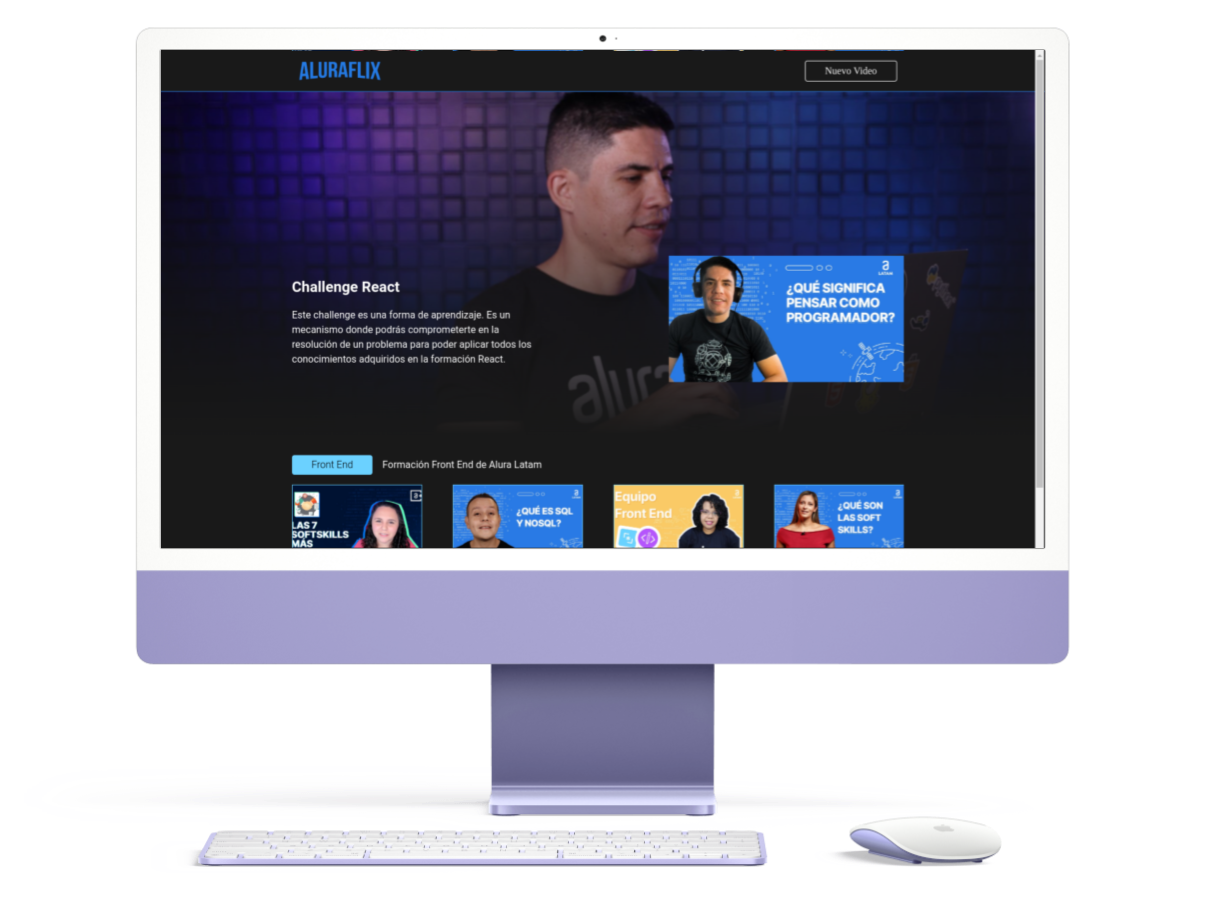 ALURAFLIX
Nuevo Video
Challenge React
Este challenge es una forma de aprendizaje. Es un
mecanismo donde podrás comprometerte en la
resolución de un problema para poder aplicar todos los
conocimientos adquiridos en la formación React.
alura
a
LATAM
¿QUÉ SIGNIFICA
PENSAR COMO
PROGRAMADOR?
Front End
Formación Front End de Alura Latam
LAS 7
SOFTSKILLS
MÁS
¿QUÉ ES SQL
Y NOSQL?
Equipo
Front End
¿QUÉ SON
LAS SOFT
SKILLS?